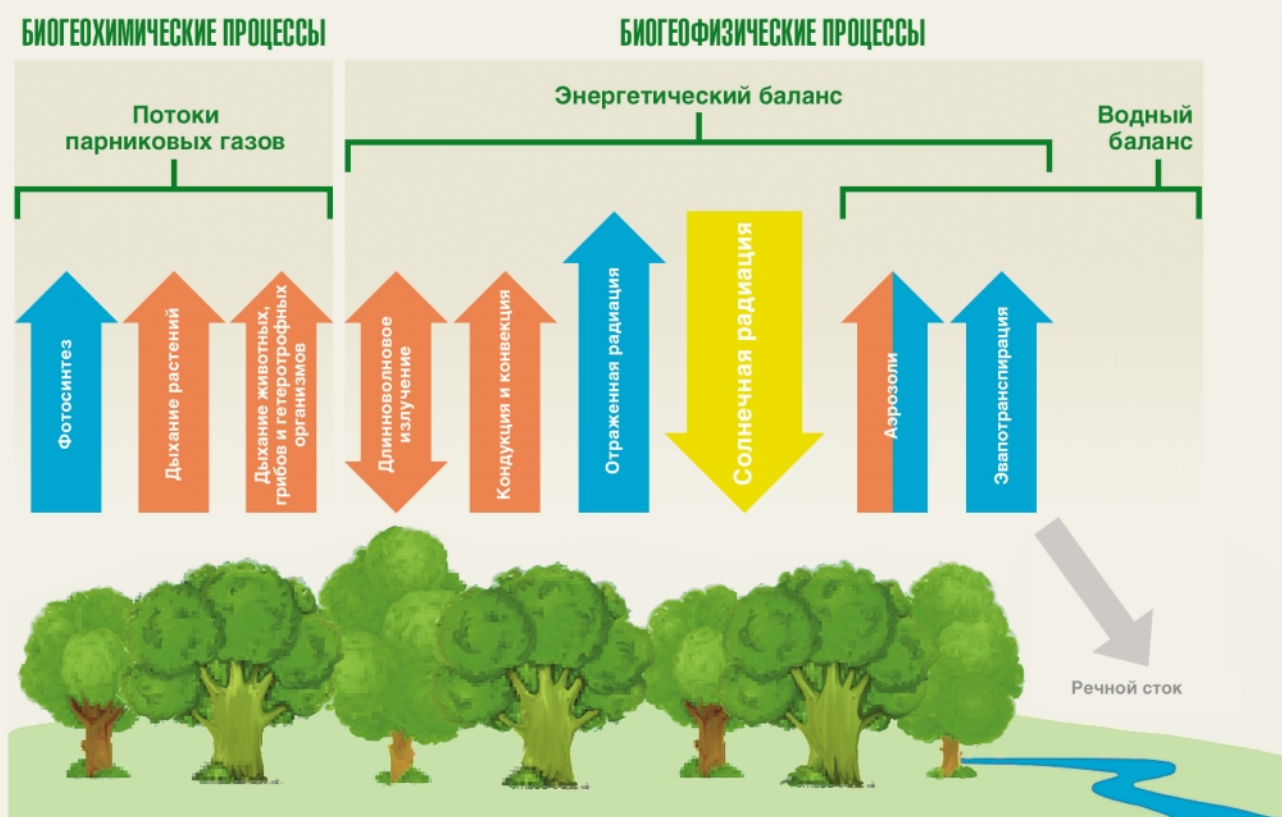 БИОГЕОХИМИЧЕСКИЕ ПРОЦЕССЫ
БИОГЕОФИЗИЧЕСКИЕ ПРОЦЕССЫ
Потоки
парниковых газов
Энергетический баланс
Водный
баланс
Фотосинтез
Дыхание растений
Дыхание животных,
грибов и гетеротрофных
организмов
Длинноволновое
излучение
Кондукция и конвекция
Отраженная радиация
Солнечная радиация
Аэрозоли
Эвапотранспирация
Речной сток